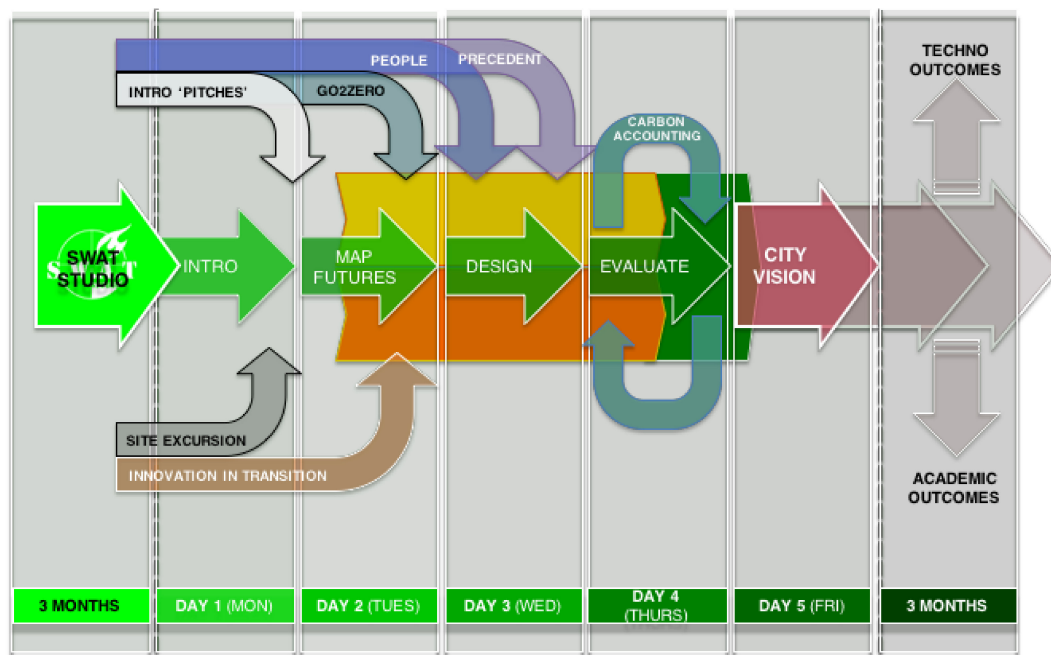 TECHNO
OUTCOMES
PEOPLE
PRECEDENT
INTRO ‘PITCHES’
GO2ZERO
CARBON
ACCOUNTING
SWAT
SWAT
STUDIO
INTRO
MAP
FUTURES
DESIGN
EVALUATE
CITY
VISION
SITE EXCURSION
INNOVATION IN TRANSITION
ACADEMIC
OUTCOMES
3 MONTHS
DAY 1 (MON)
DAY 2 (TUES)
DAY 3 (WED)
DAY 4
(THURS)
DAY 5 (FRI)
3 MONTHS